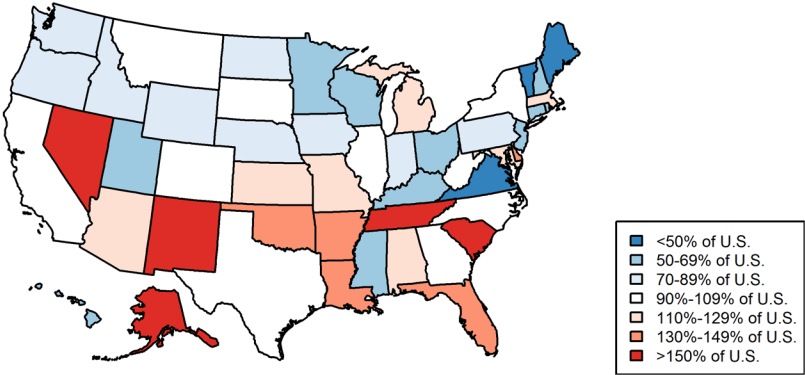 <50% of U.S.
50-69% of U.S.
70-89% of U.S.
90%-109% of U.S.
110%-129% of U.S.
130%-149% of U.S.
>150% of U.S.